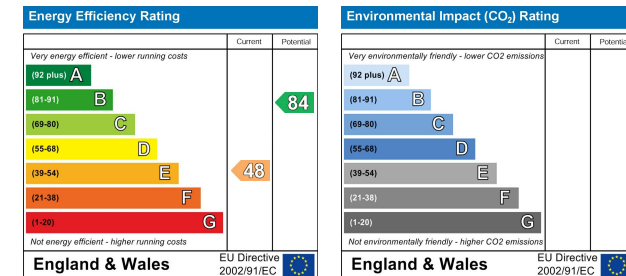 Energy Efficiency Rating
Current Potential
Very energy efficient - lower running costs
(92 plus) A
(81-91) B
84
(69-80) C
(55-68) D
(39-54) E
48
(21-38) F
(1-20) G
Not energy efficient - higher running costs
England & Wales
EU Directive
2002/91/EC
Environmental Impact (CO₂) Rating
Current Potential
Very environmentally friendly - lower CO2 emissions
(92 plus) A
(81-91) B
(69-80) C
(55-68) D
(39-54) E
(21-38) F
(1-20) G
Not environmentally friendly - higher CO2 emissions
England & Wales
EU Directive
2002/91/EC